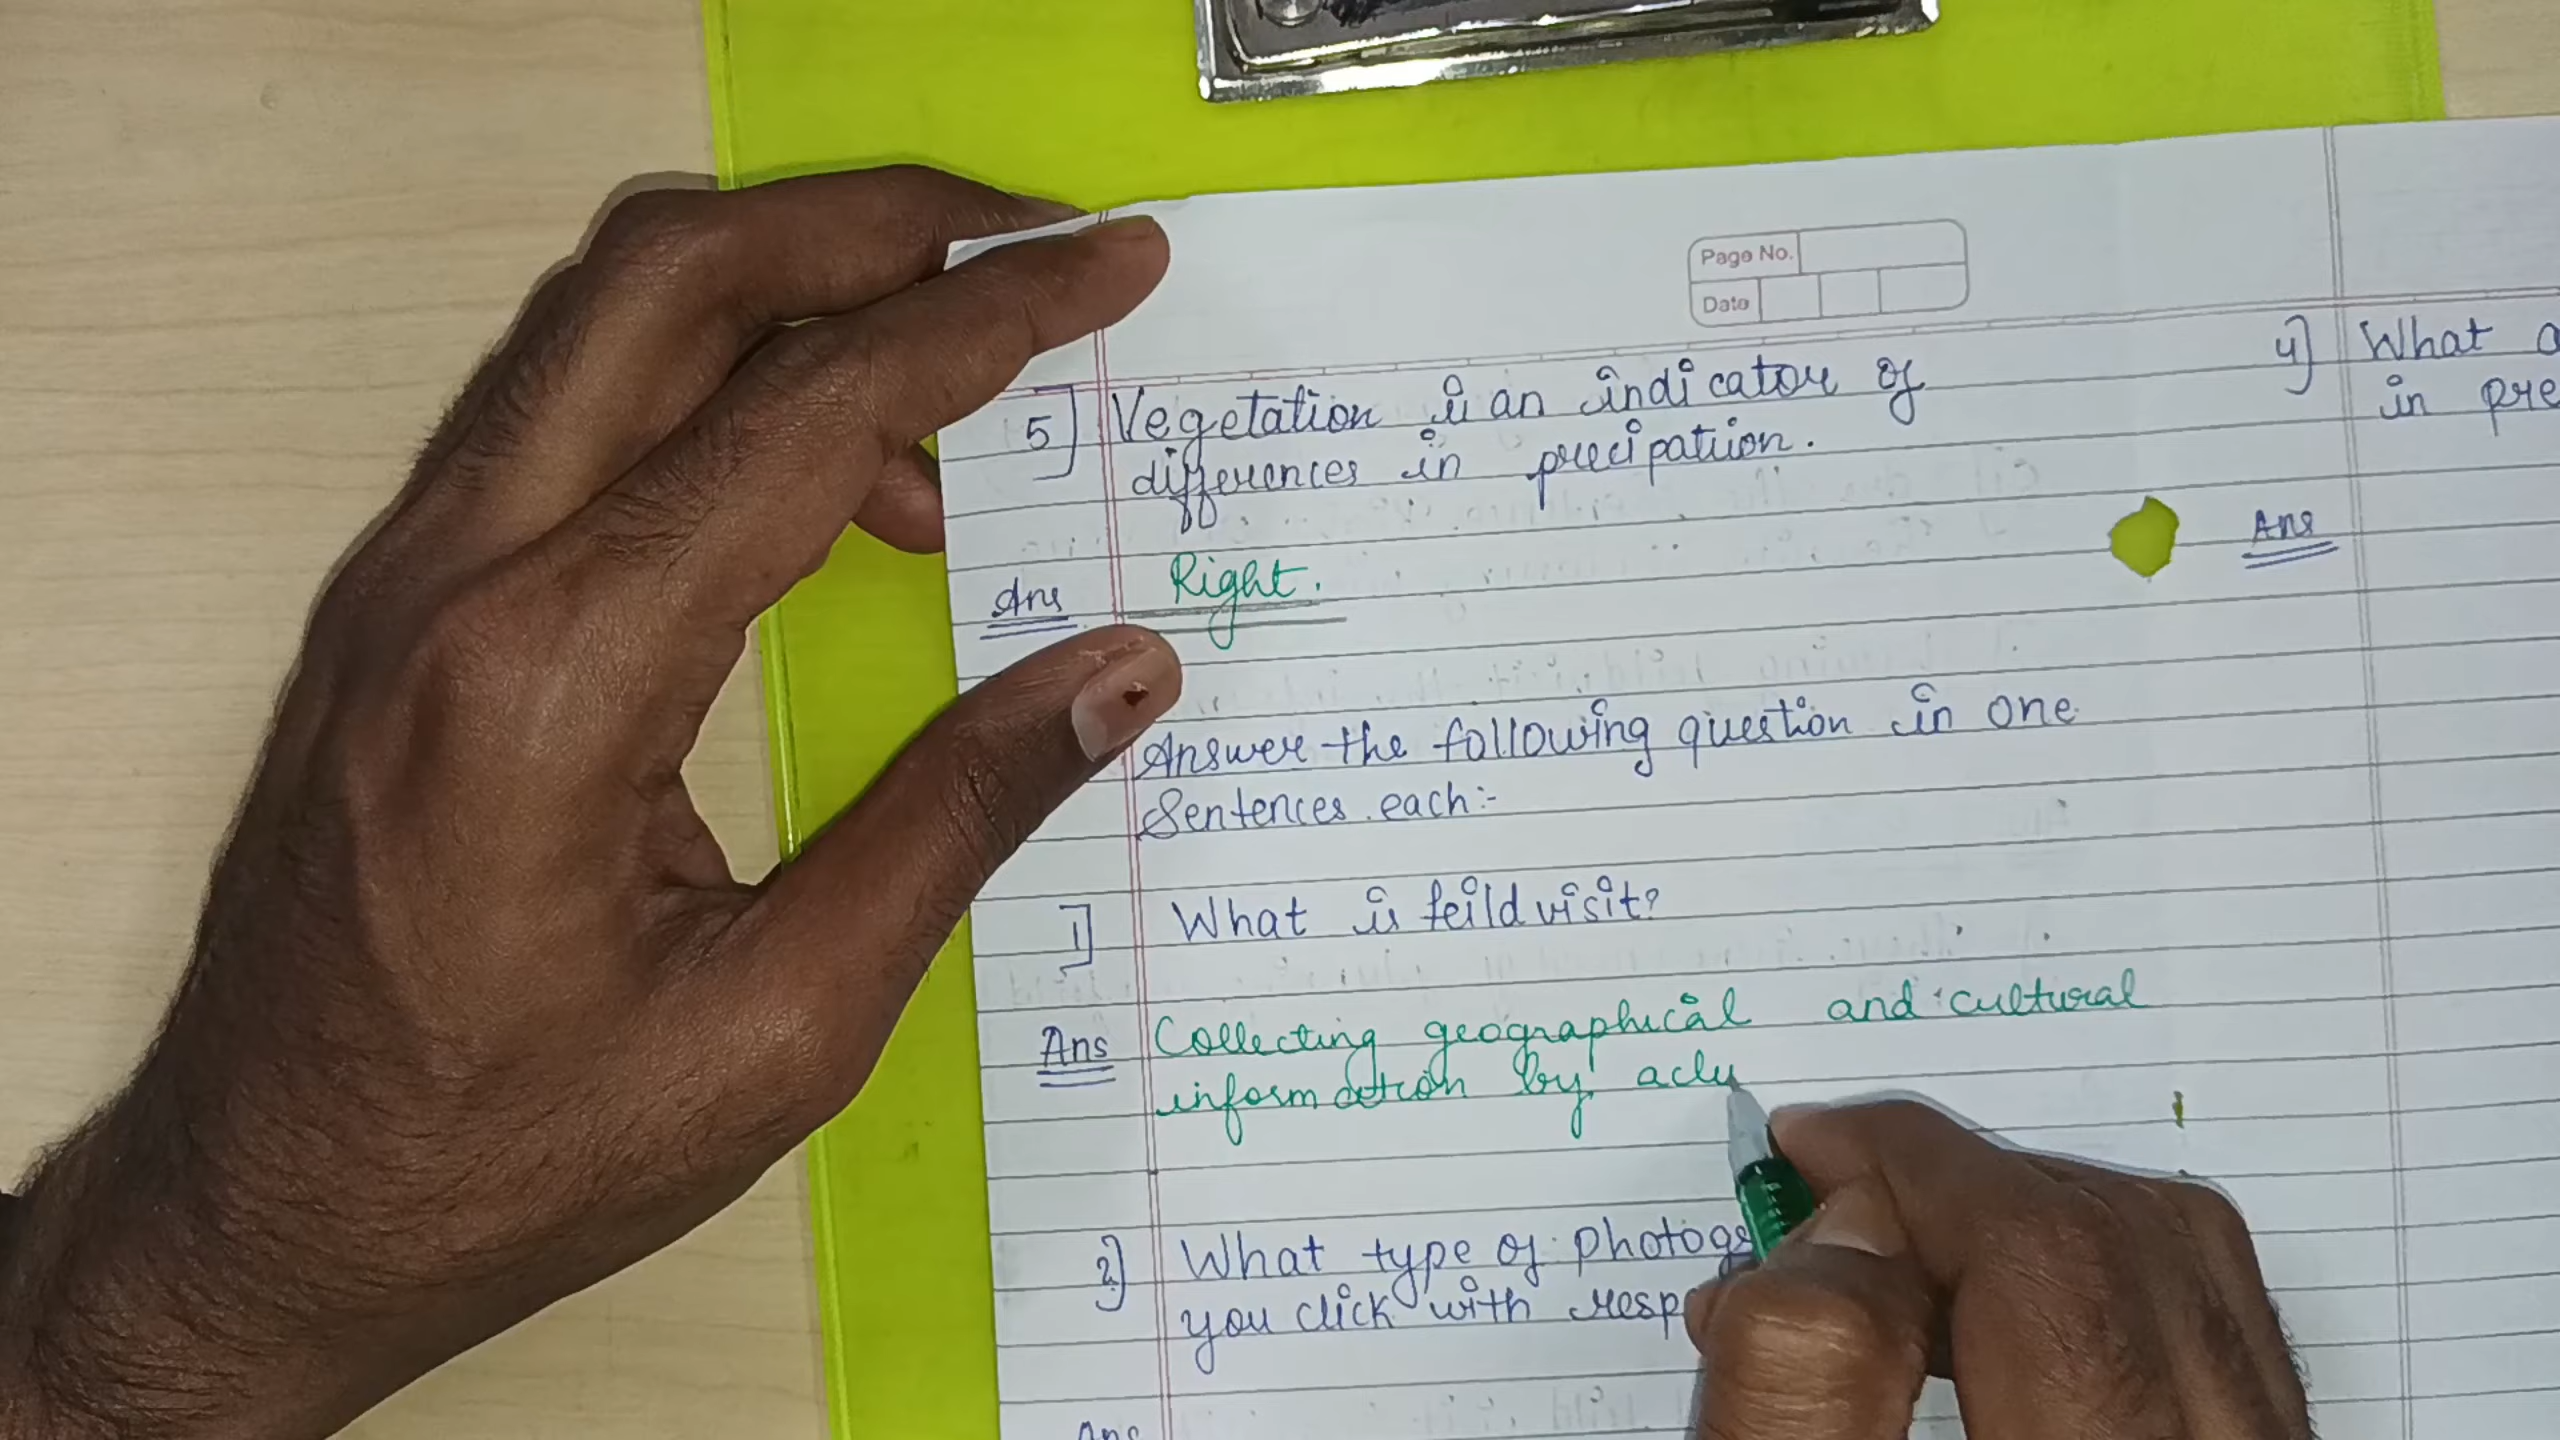 Page No.
Date
5] Vegetation is an indicator of
differences in precipation.
Ans Right.
Answer the following question in one
Sentences each:-
1] What is feild visit?
Ans Collecting geographical and cultural
information by actu
2] What type of photog
you click with resp
Ans
4] What a
in pre
Ans